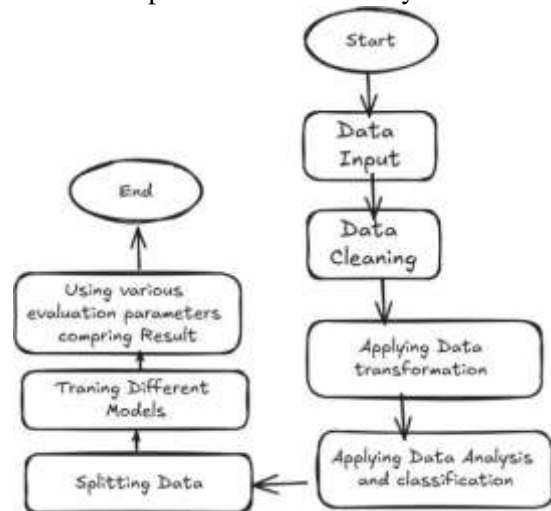 Start
Data
Input
Data
Cleaning
Applying Data
transformation
Applying Data Analysis
and classification
Splitting Data
Traning Different
Models
Using various
evaluation parameters
compring Result
End